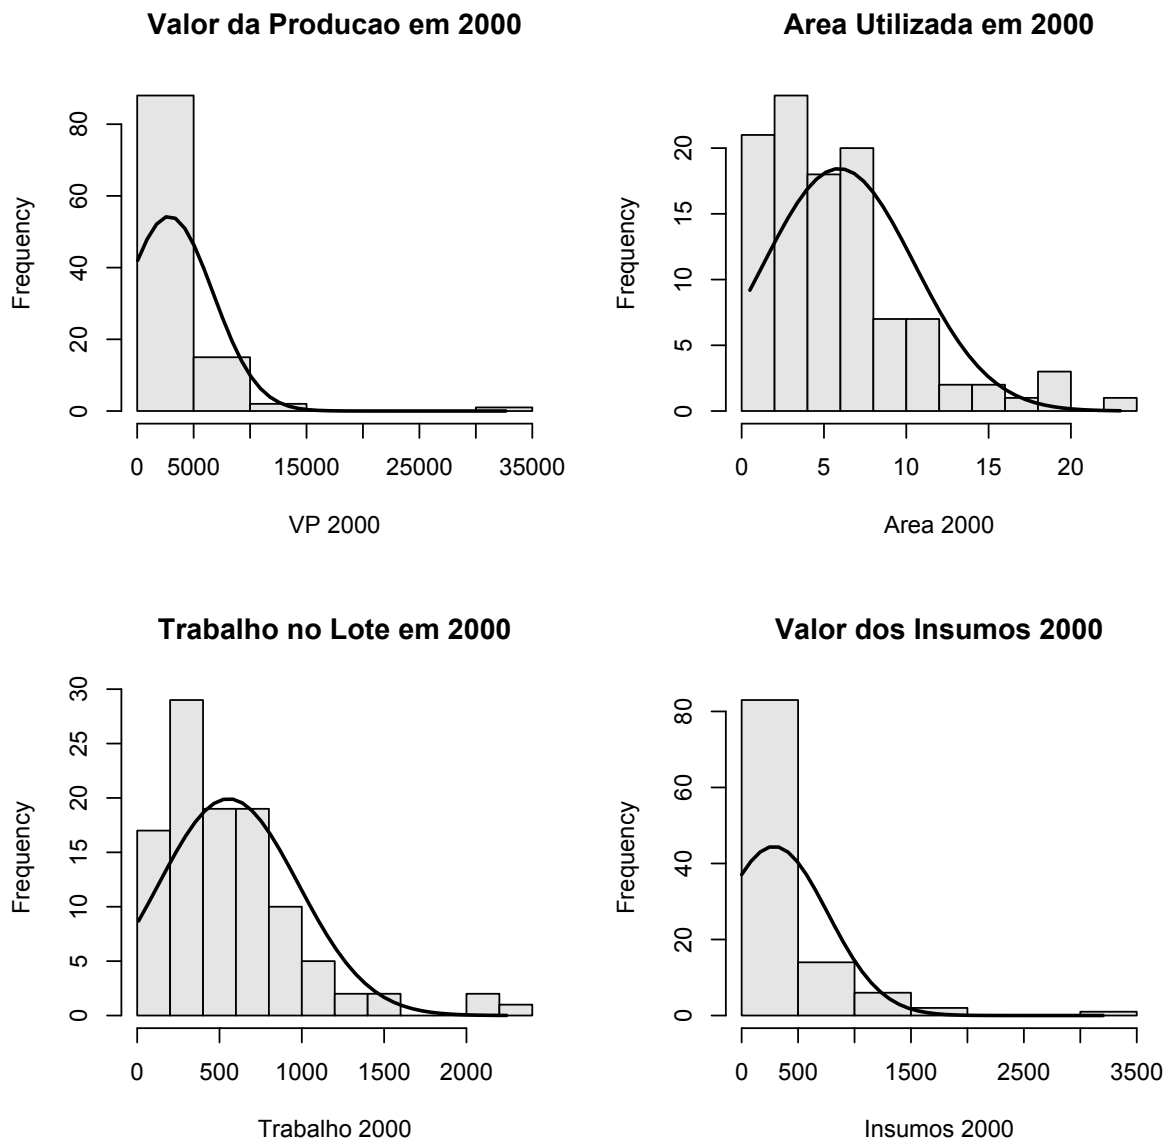 Valor da Producao em 2000
Frequency
0 20 40 60 80
0 5000 15000 25000 35000
VP 2000
Area Utilizada em 2000
Frequency
0 5 10 15 20
0 5 10 15 20
Area 2000
Trabalho no Lote em 2000
Frequency
0 5 10 15 20 25 30
0 500 1000 1500 2000
Trabalho 2000
Valor dos Insumos 2000
Frequency
0 20 40 60 80
0 500 1500 2500 3500
Insumos 2000